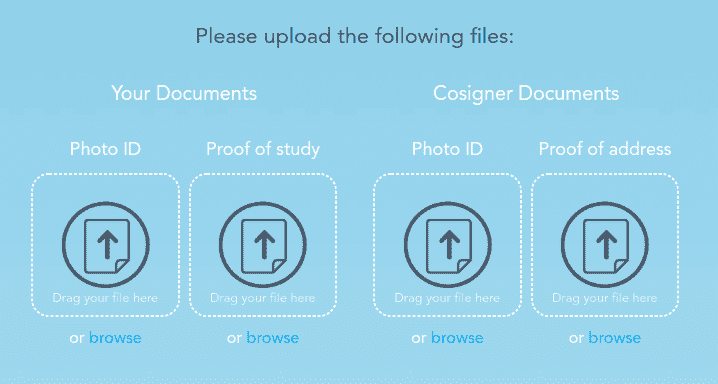 Please upload the following files:
Your Documents
Cosigner Documents
Photo ID
Proof of study
Photo ID
Proof of address
Drag your file here
Drag your file here
Drag your file here
Drag your file here
or browse
or browse
or browse
or browse